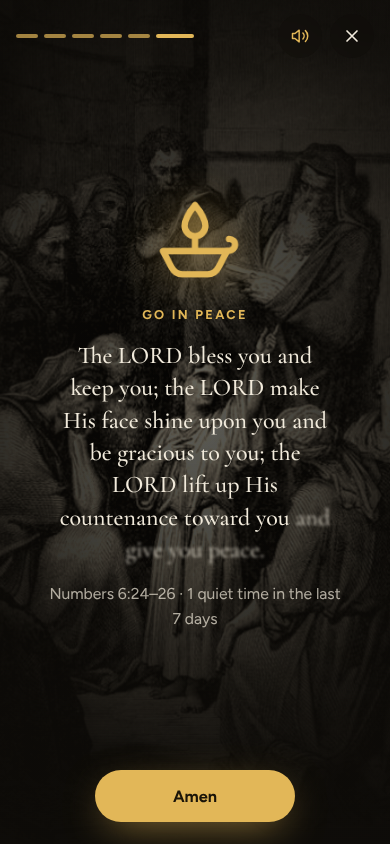 GO IN PEACE
The LORD bless you and
keep you; the LORD make
His face shine upon you and
be gracious to you; the
LORD lift up His
countenance toward you and
give you peace.
Numbers 6:24–26 · 1 quiet time in the last
7 days
Amen